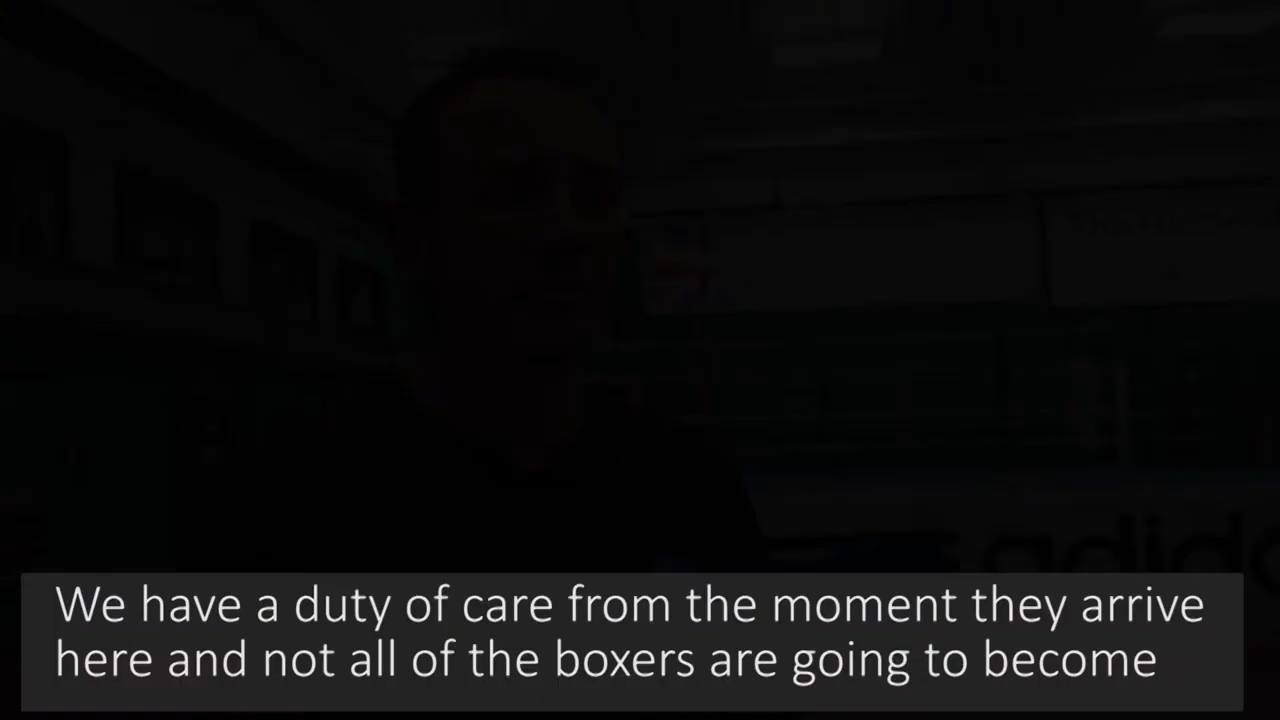 We have a duty of care from the moment they arrive
here and not all of the boxers are going to become